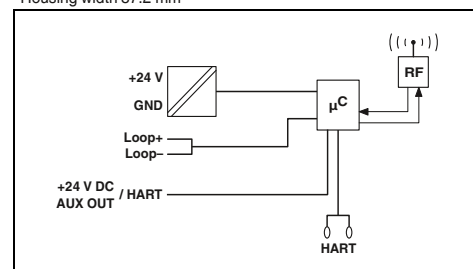 Housing width 37.2 mm
+24 V
GND
Loop+
Loop–
+24 V DC
AUX OUT
/ HART
µC
RF
HART